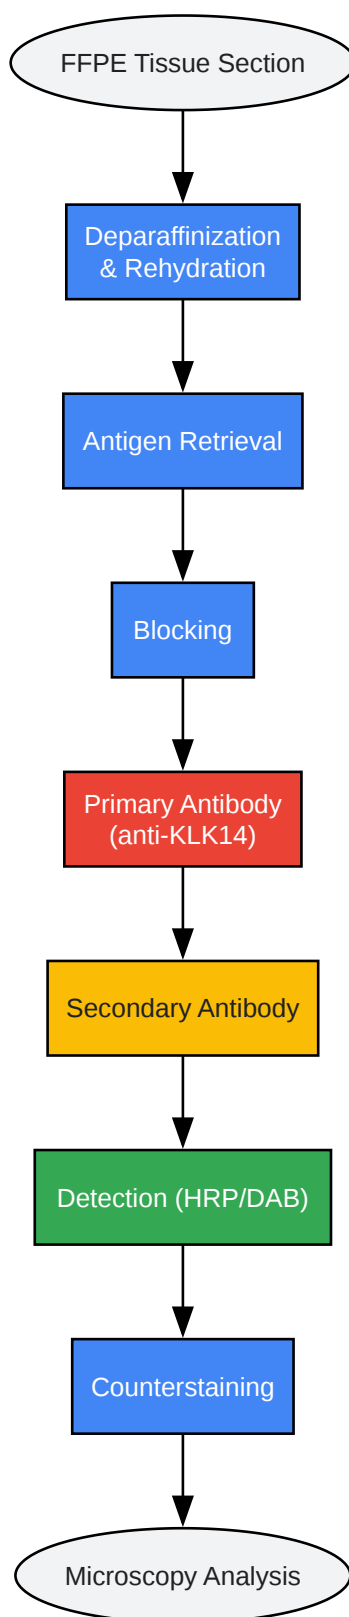 FFPE Tissue Section
Deparaffinization
& Rehydration
Antigen Retrieval
Blocking
Primary Antibody
(anti-KLK14)
Secondary Antibody
Detection (HRP/DAB)
Counterstaining
Microscopy Analysis